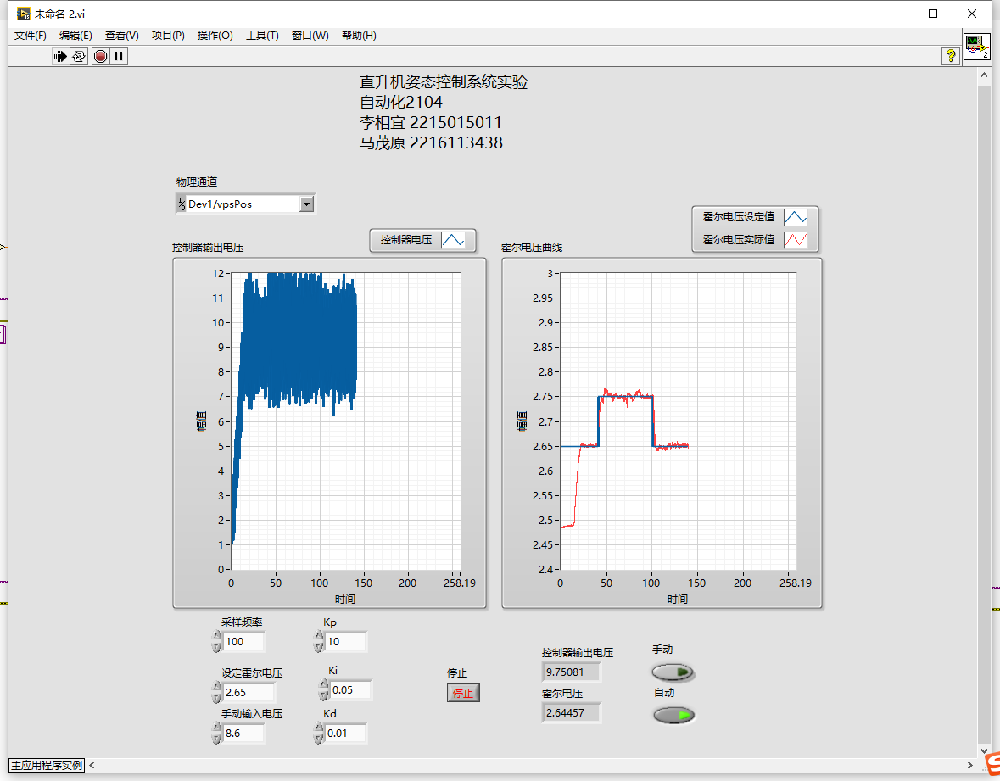 未命名 2.vi
文件(F) 编辑(E) 查看(V) 项目(P) 操作(O) 工具(T) 窗口(W) 帮助(H)
?
2
直升机姿态控制系统实验
自动化2104
李相宜 2215015011
马茂原 2216113438
物理通道
I/O Dev1/vpsPos
控制器输出电压
控制器电压
12
11
10
9
8
7
6
5
4
3
2
1
0
幅值
0 50 100 150 200 258.19
时间
霍尔电压曲线
霍尔电压设定值
霍尔电压实际值
3
2.95
2.9
2.85
2.8
2.75
2.7
2.65
2.6
2.55
2.5
2.45
2.4
幅值
0 50 100 150 200 258.19
时间
采样频率
100
Kp
10
设定霍尔电压
2.65
Ki
0.05
手动输入电压
8.6
Kd
0.01
停止
停止
控制器输出电压
9.75081
霍尔电压
2.64457
手动
自动
主应用程序实例